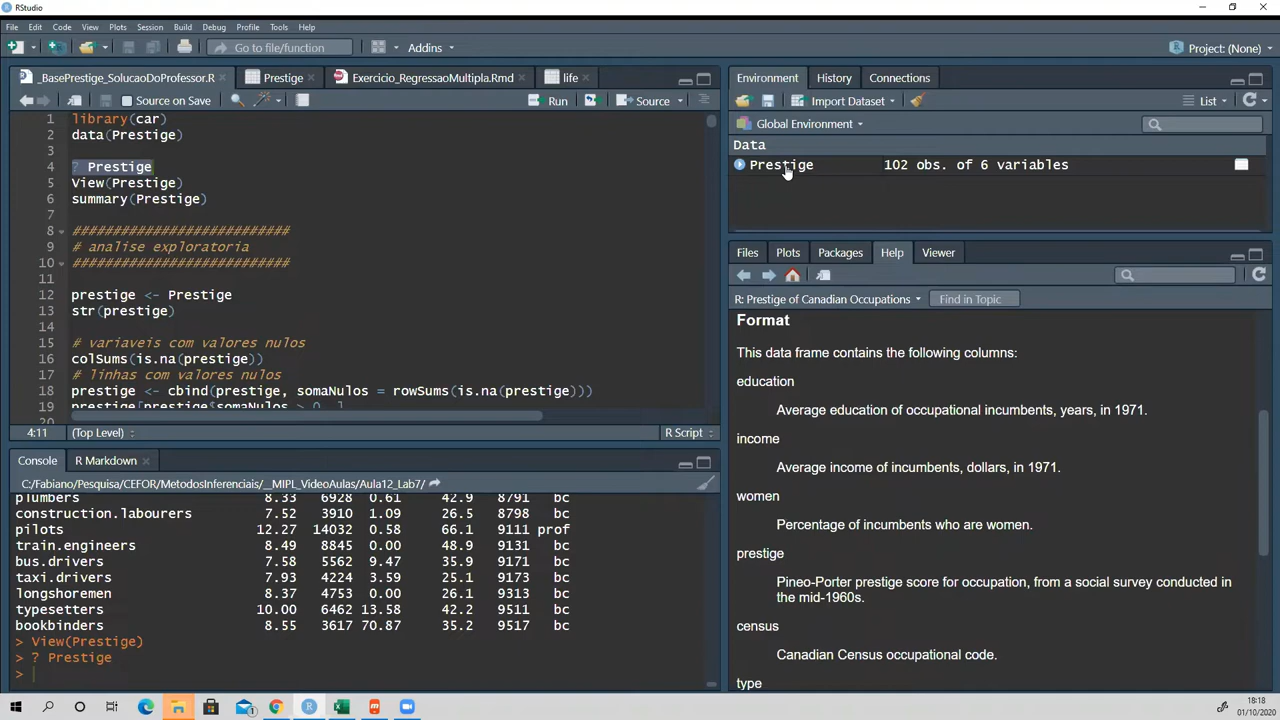 RStudio
File Edit Code View Plots Session Build Debug Profile Tools Help
Go to file/function Addins Project: (None)
_BasePrestige_SolucaoDoProfessor.R Prestige Exercicio_RegressaoMultipla.Rmd life
Source on Save Run Source
1 library(car)
2 data(Prestige)
3
4 ? Prestige
5 View(Prestige)
6 summary(Prestige)
7
8 ###########################
9 # analise exploratoria
10 ###########################
11
12 prestige <- Prestige
13 str(prestige)
14
15 # variaveis com valores nulos
16 colSums(is.na(prestige))
17 # linhas com valores nulos
18 prestige <- cbind(prestige, somaNulos = rowSums(is.na(prestige)))
19 prestige[prestige$somaNulos > 0, ]
20
4:11 (Top Level) R Script
Console R Markdown
C:/Fabiano/Pesquisa/CEFOR/MetodosInferenciais/__MIPL_VideoAulas/Aula12_Lab7/
plumbers 8.33 6928 0.61 42.9 8791 bc
construction.labourers 7.52 3910 1.09 26.5 8798 bc
pilots 12.27 14032 0.58 66.1 9111 prof
train.engineers 8.49 8845 0.00 48.9 9131 bc
bus.drivers 7.58 5562 9.47 35.9 9171 bc
taxi.drivers 7.93 4224 3.59 25.1 9173 bc
longshoremen 8.37 4753 0.00 26.1 9313 bc
typesetters 10.00 6462 13.58 42.2 9511 bc
bookbinders 8.55 3617 70.87 35.2 9517 bc
> View(Prestige)
> ? Prestige
>
Environment History Connections
Import Dataset List
Global Environment
Data
Prestige 102 obs. of 6 variables
Files Plots Packages Help Viewer
R: Prestige of Canadian Occupations Find in Topic
Format
This data frame contains the following columns:
education
Average education of occupational incumbents, years, in 1971.
income
Average income of incumbents, dollars, in 1971.
women
Percentage of incumbents who are women.
prestige
Pineo-Porter prestige score for occupation, from a social survey conducted in
the mid-1960s.
census
Canadian Census occupational code.
type
18:18
01/10/2020